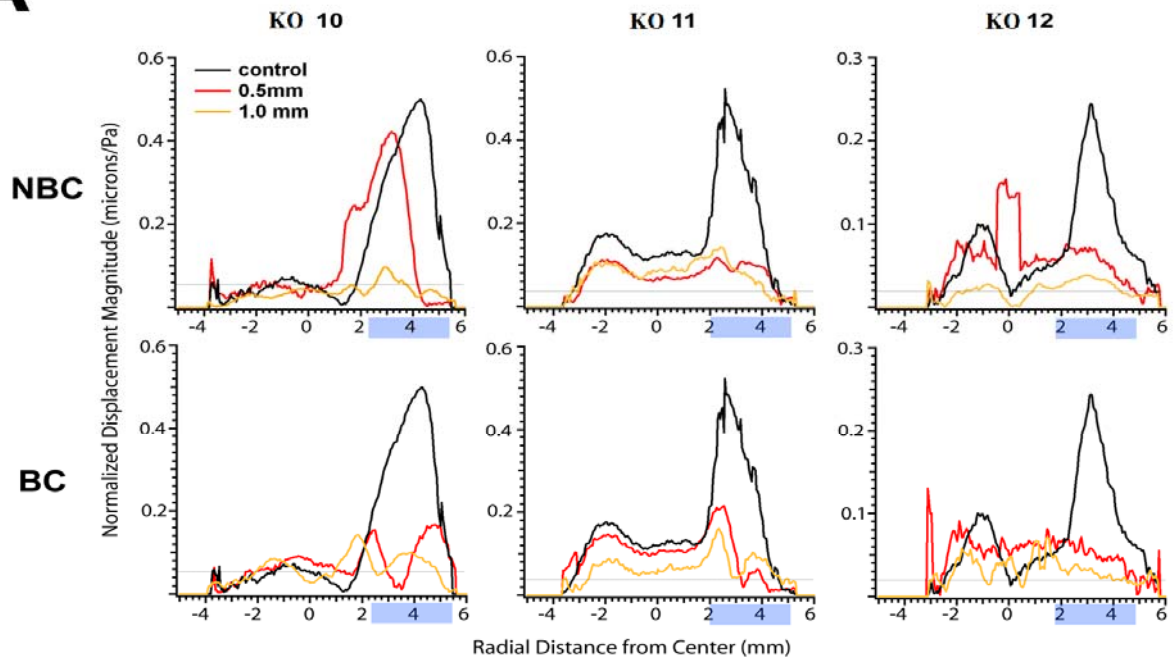 A
KO 10
KO 11
KO 12
control
0.5mm
1.0 mm
NBC
BC
Normalized Displacement Magnitude (microns/Pa)
0.6
0.4
0.2
-4 -2 0 2 4 6
0.6
0.4
0.2
-4 -2 0 2 4 6
0.3
0.2
0.1
-4 -2 0 2 4 6
0.6
0.4
0.2
-4 -2 0 2 4 6
0.6
0.4
0.2
-4 -2 0 2 4 6
0.3
0.2
0.1
-4 -2 0 2 4 6
Radial Distance from Center (mm)